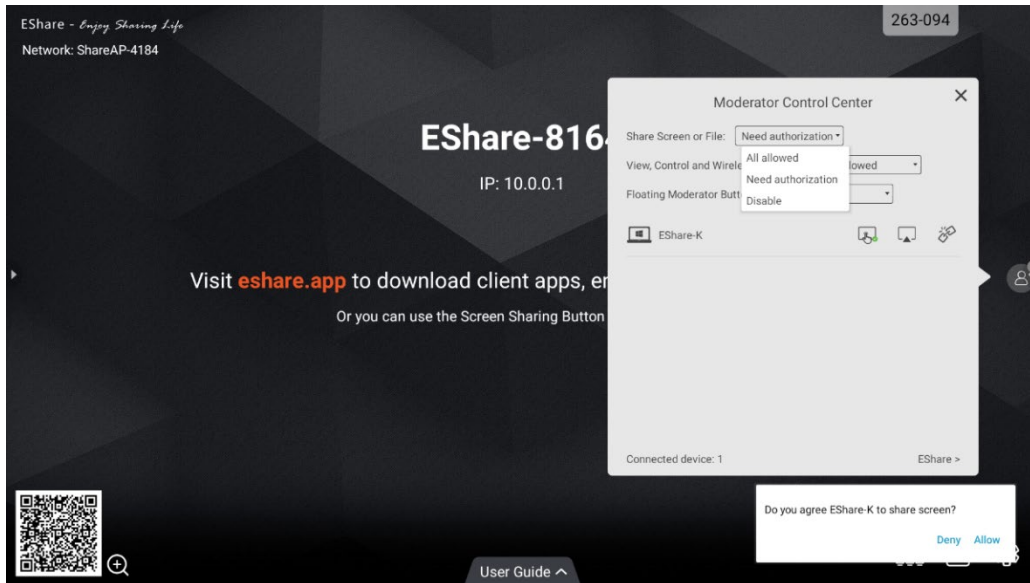 EShare - Enjoy Sharing Life
263-094
Network: ShareAP-4184
Moderator Control Center
EShare-816
Share Screen or File: Need authorization
All allowed
View, Control and Wirele
Need authorization
Floating Moderator Butt
Disable
IP: 10.0.0.1
EShare-K
Visit eshare.app to download client apps,
Or you can use the Screen Sharing Button
Connected device: 1
EShare >
Do you agree EShare-K to share screen?
Deny Allow
User Guide